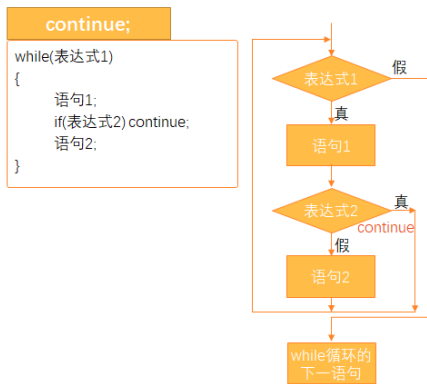 continue;
while(表达式1)
{
语句1;
if(表达式2) continue;
语句2;
}
表达式1
假
真
语句1
表达式2
真
continue
假
语句2
while循环的
下一语句